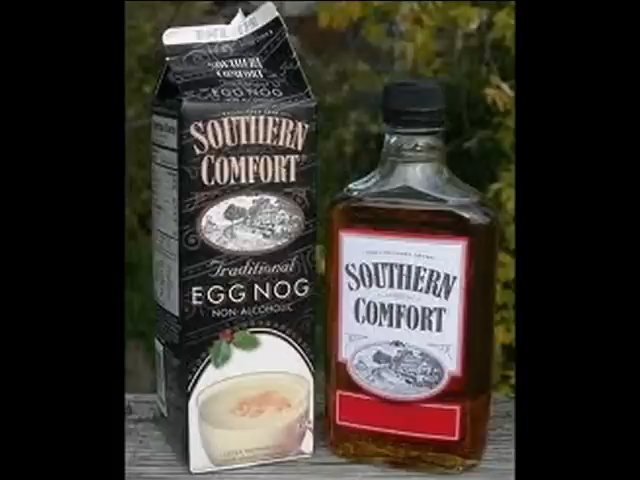 SOUTHERN
COMFORT
EGG NOG
SOUTHERN
COMFORT
Traditional
EGG NOG
NON-ALCOHOLIC
SOUTHERN
COMFORT